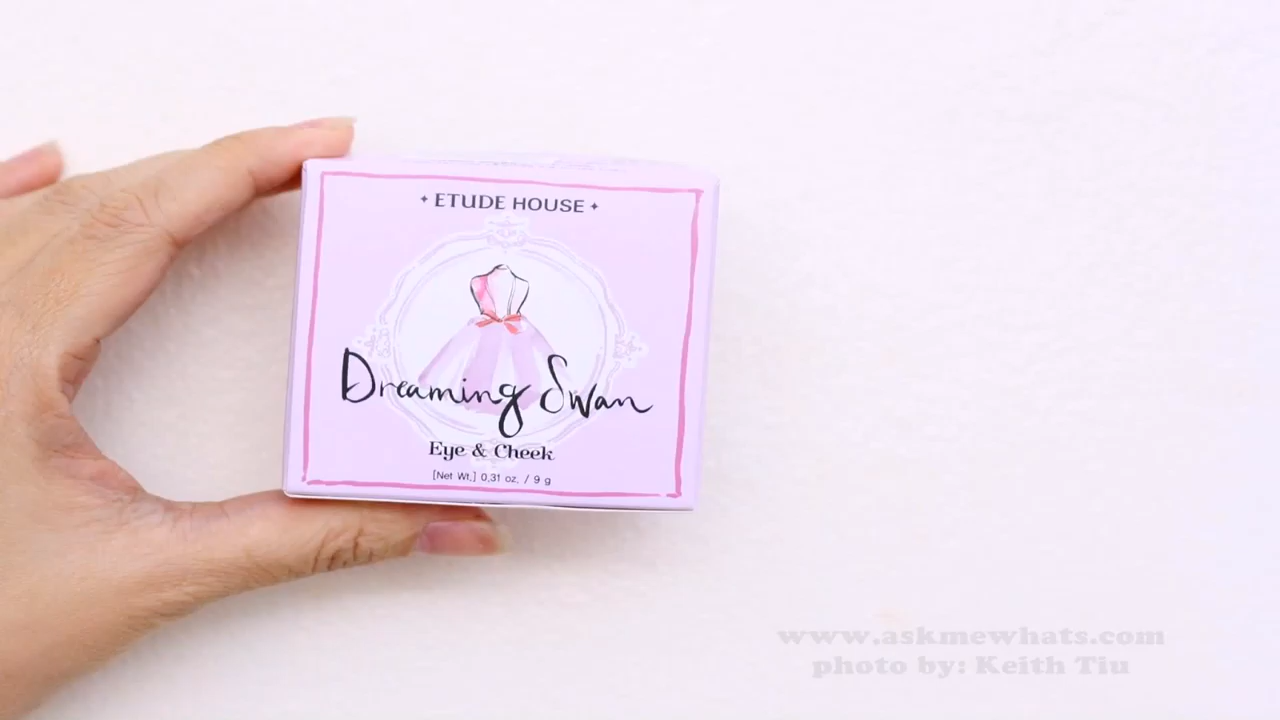 ETUDE HOUSE
Dreaming Swan
Eye & Cheek
[Net Wt.] 0.31 oz. / 9 g
www.askmewhats.com
photo by: Keith Tiu